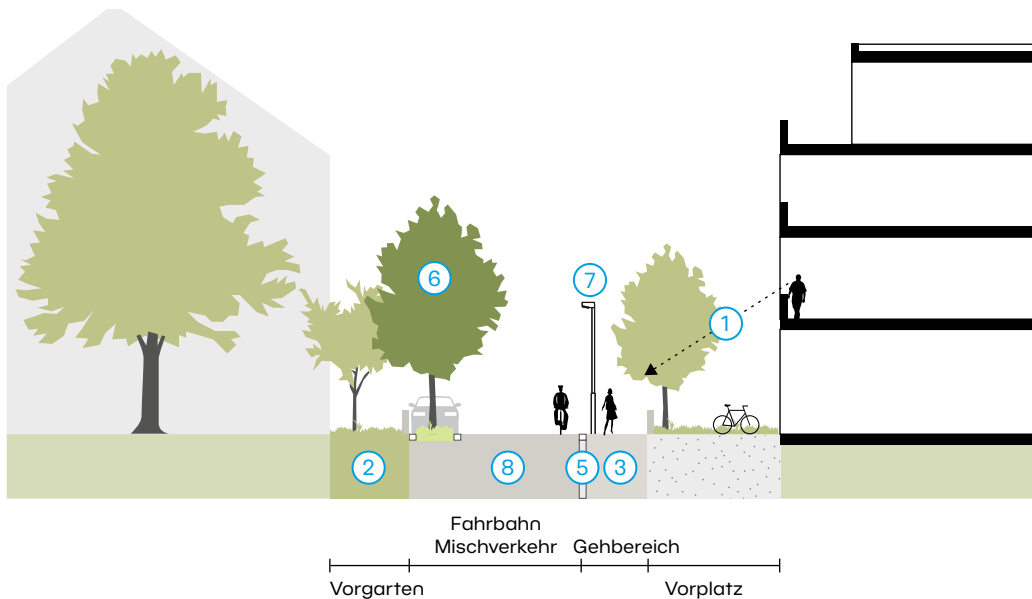 6
7
1
2
8
5
3
Fahrbahn
Mischverkehr
Gehbereich
Vorgarten
Vorplatz